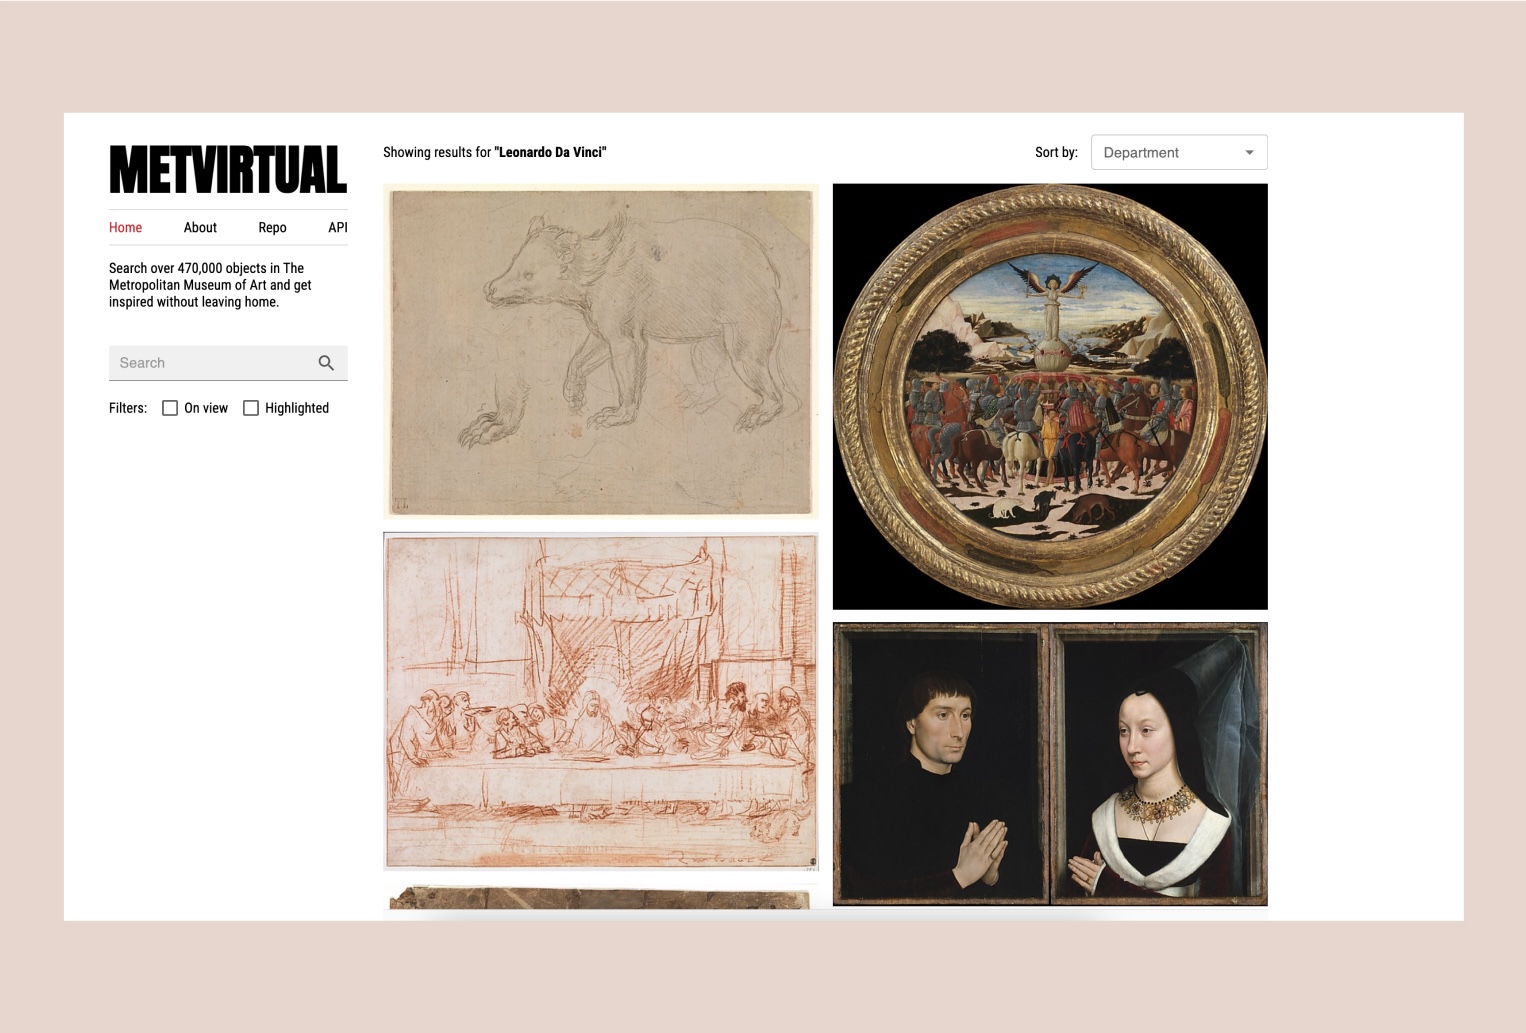 METVIRTUAL
Home About Repo API
Search over 470,000 objects in The
Metropolitan Museum of Art and get
inspired without leaving home.
Search
Filters: On view Highlighted
Showing results for "Leonardo Da Vinci"
Sort by: Department